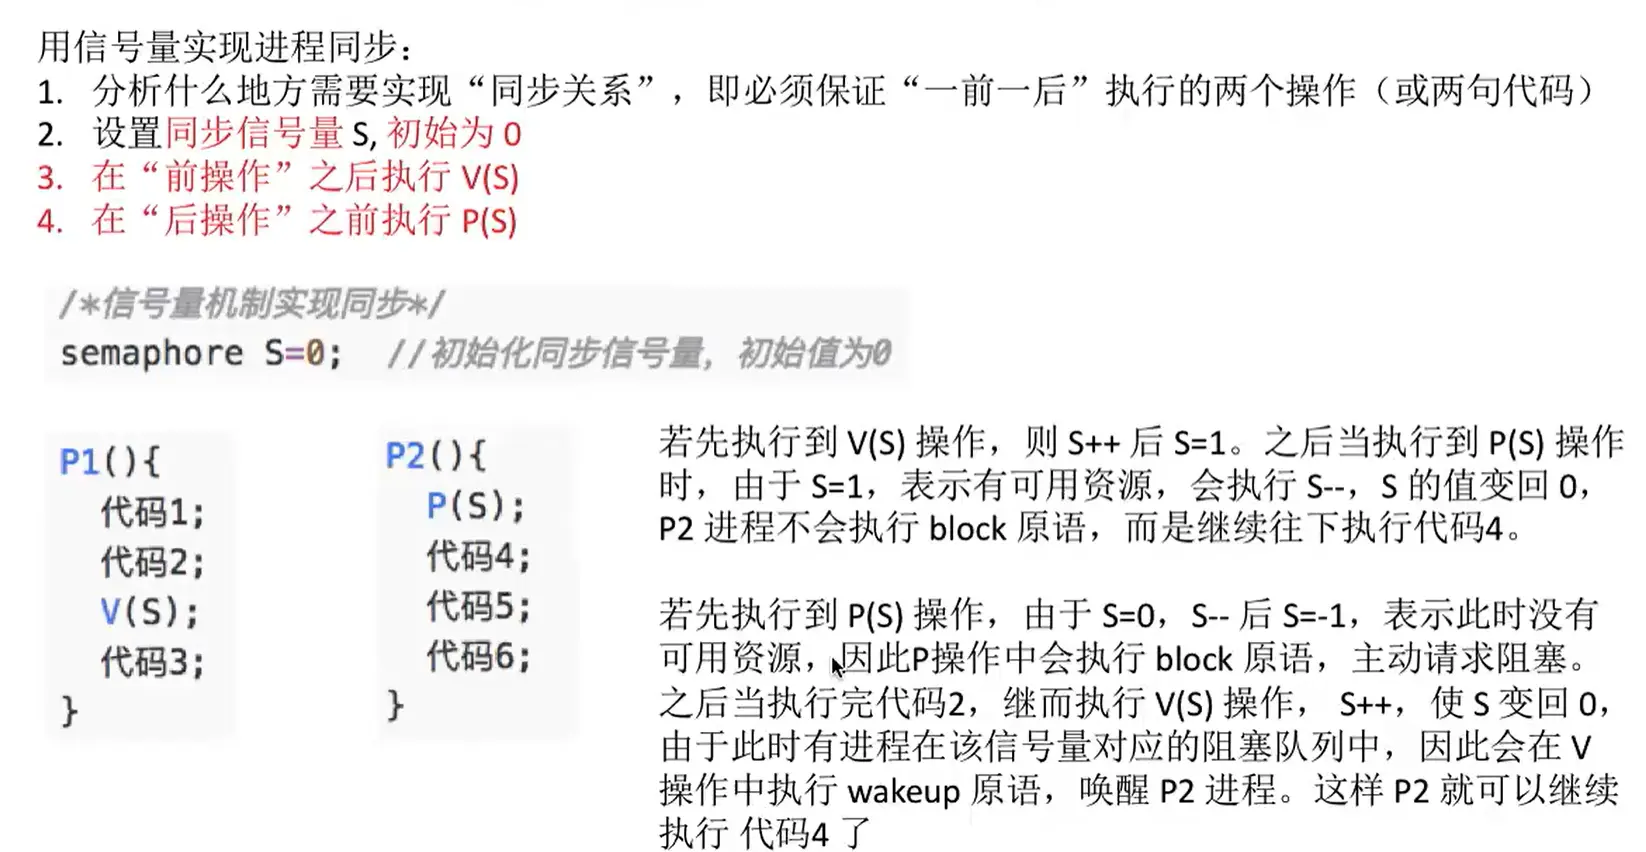 用信号量实现进程同步：
1. 分析什么地方需要实现“同步关系”，即必须保证“一前一后”执行的两个操作（或两句代码）
2. 设置同步信号量 S, 初始为 0
3. 在“前操作”之后执行 V(S)
4. 在“后操作”之前执行 P(S)
/*信号量机制实现同步*/
semaphore S=0; //初始化同步信号量，初始值为0
P1(){
代码1;
代码2;
V(S);
代码3;
}
P2(){
P(S);
代码4;
代码5;
代码6;
}
若先执行到 V(S) 操作，则 S++ 后 S=1。之后当执行到 P(S) 操作
时，由于 S=1，表示有可用资源，会执行 S--，S 的值变回 0，
P2 进程不会执行 block 原语，而是继续往下执行代码4。
若先执行到 P(S) 操作，由于 S=0，S-- 后 S=-1，表示此时没有
可用资源，因此P操作中会执行 block 原语，主动请求阻塞。
之后当执行完代码2，继而执行 V(S) 操作， S++，使 S 变回 0，
由于此时有进程在该信号量对应的阻塞队列中，因此会在 V
操作中执行 wakeup 原语，唤醒 P2 进程。这样 P2 就可以继续
执行 代码4 了